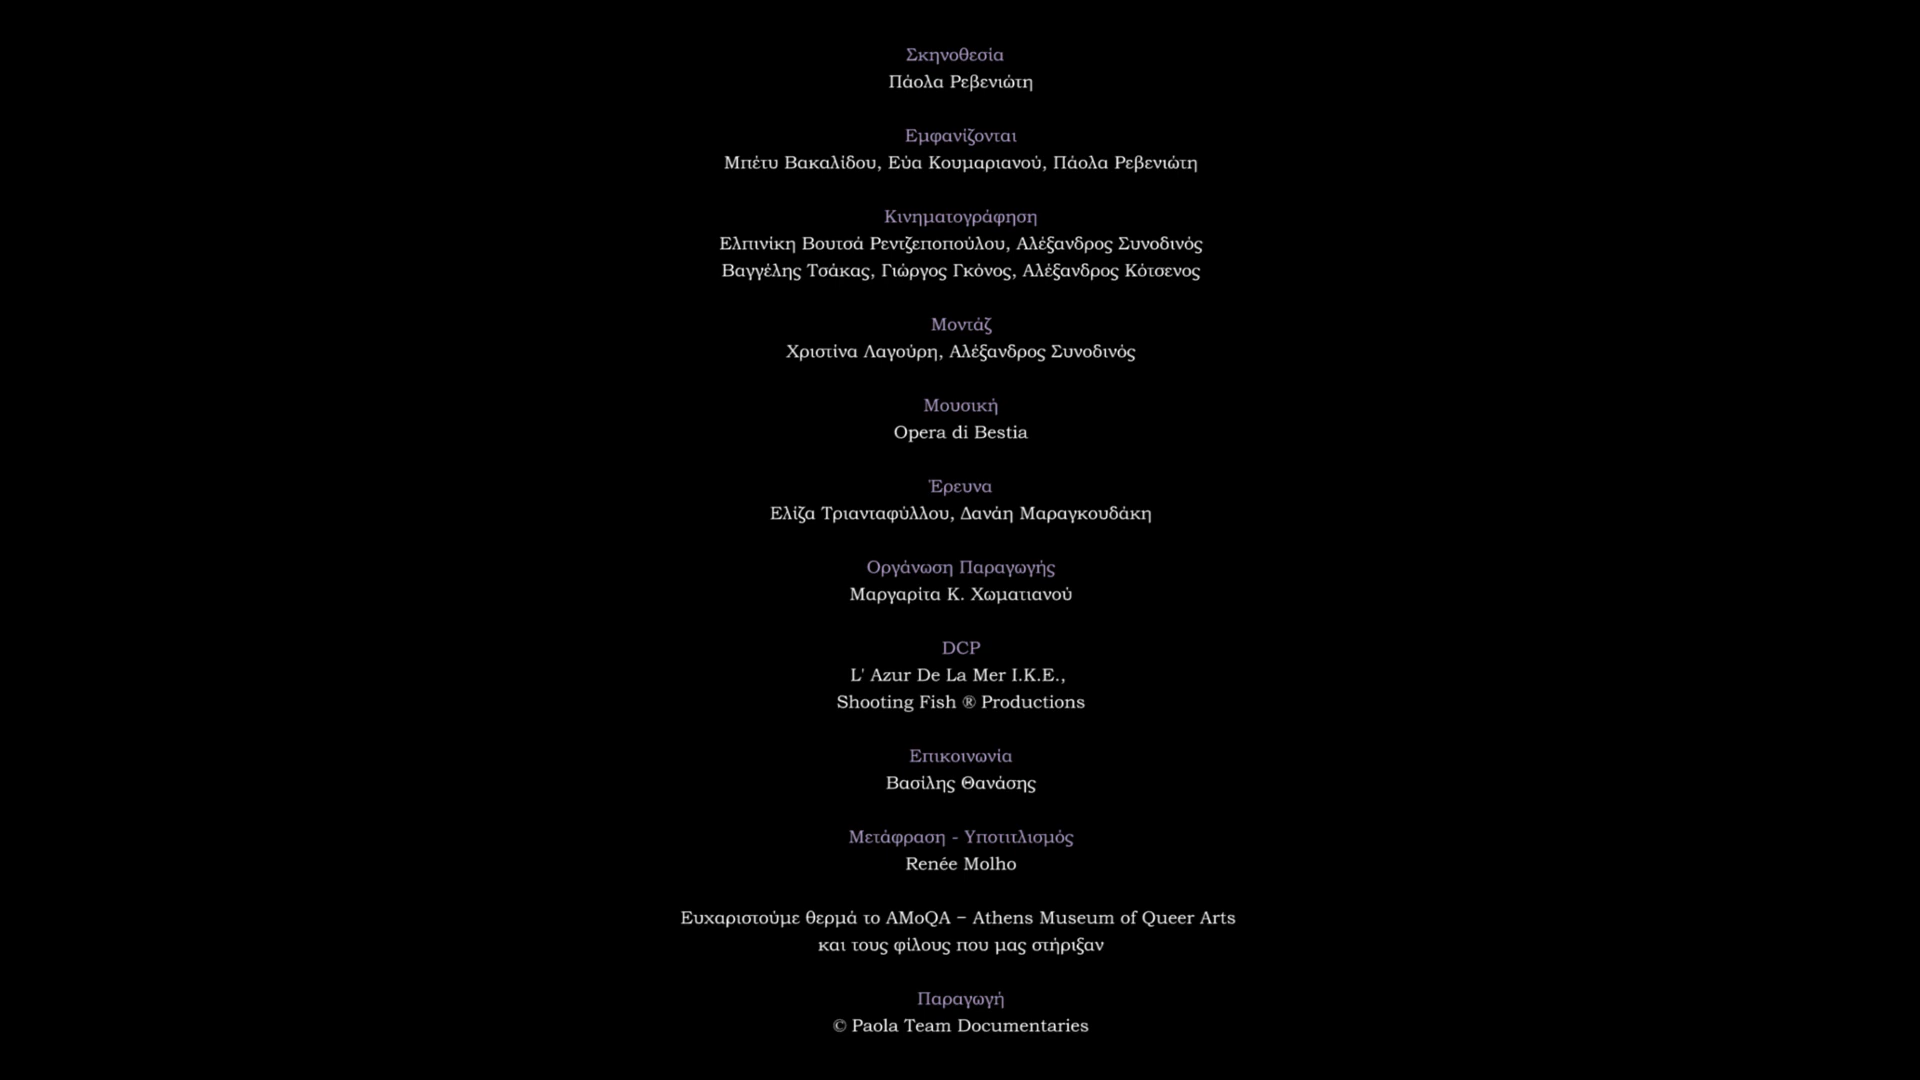 Σκηνοθεσία
Πάολα Ρεβενιώτη
Εμφανίζονται
Μπέτυ Βακαλίδου, Εύα Κουμαριανού, Πάολα Ρεβενιώτη
Κινηματογράφηση
Ελπινίκη Βουτσά Ρεντζεποπούλου, Αλέξανδρος Συνοδινός
Βαγγέλης Τσάκας, Γιώργος Γκόνος, Αλέξανδρος Κότσενος
Μοντάζ
Χριστίνα Λαγούρη, Αλέξανδρος Συνοδινός
Μουσική
Opera di Bestia
Έρευνα
Ελίζα Τριανταφύλλου, Δανάη Μαραγκουδάκη
Οργάνωση Παραγωγής
Μαργαρίτα Κ. Χωματιανού
DCP
L' Azur De La Mer I.K.E.,
Shooting Fish ® Productions
Επικοινωνία
Βασίλης Θανάσης
Μετάφραση - Υποτιτλισμός
Renée Molho
Ευχαριστούμε θερμά το AMoQA – Athens Museum of Queer Arts
και τους φίλους που μας στήριξαν
Παραγωγή
© Paola Team Documentaries